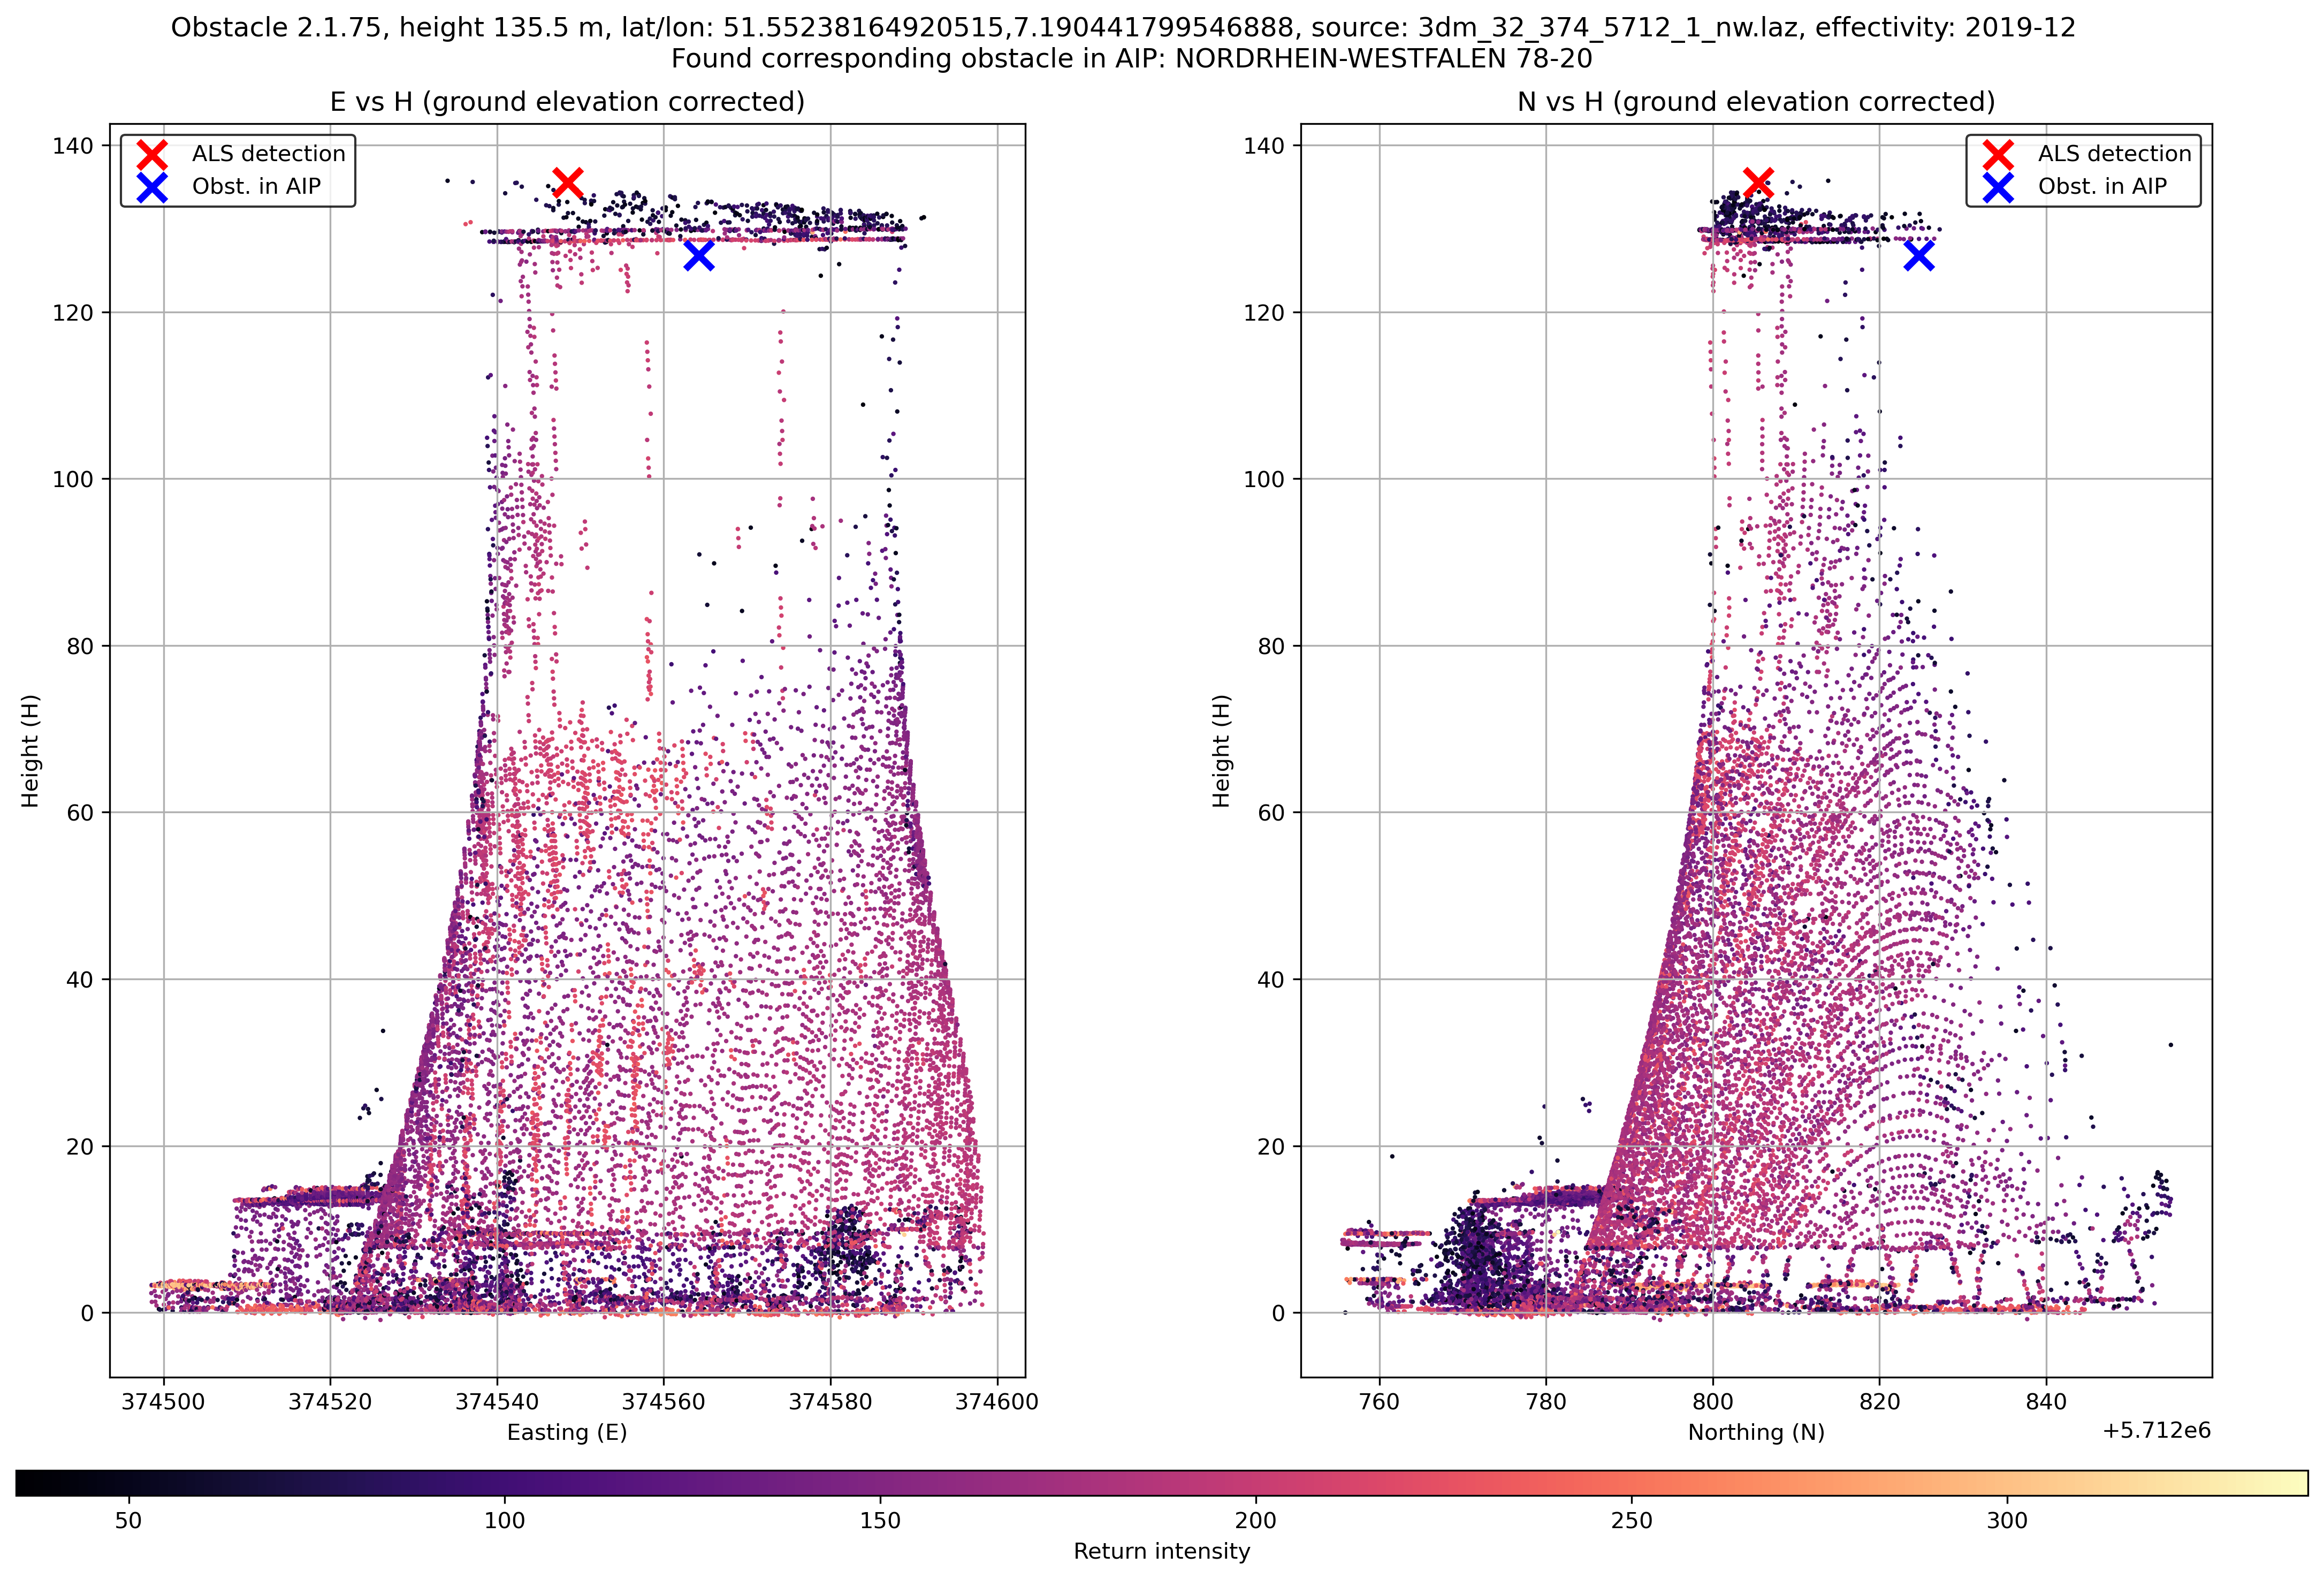 Obstacle 2.1.75, height 135.5 m, lat/lon: 51.55238164920515,7.190441799546888, source: 3dm_32_374_5712_1_nw.laz, effectivity: 2019-12
Found corresponding obstacle in AIP: NORDRHEIN-WESTFALEN 78-20
E vs H (ground elevation corrected)
ALS detection
Obst. in AIP
140
120
100
80
60
40
20
0
Height (H)
374500 374520 374540 374560 374580 374600
Easting (E)
N vs H (ground elevation corrected)
ALS detection
Obst. in AIP
140
120
100
80
60
40
20
0
Height (H)
760 780 800 820 840
Northing (N)
+5.712e6
50 100 150 200 250 300
Return intensity